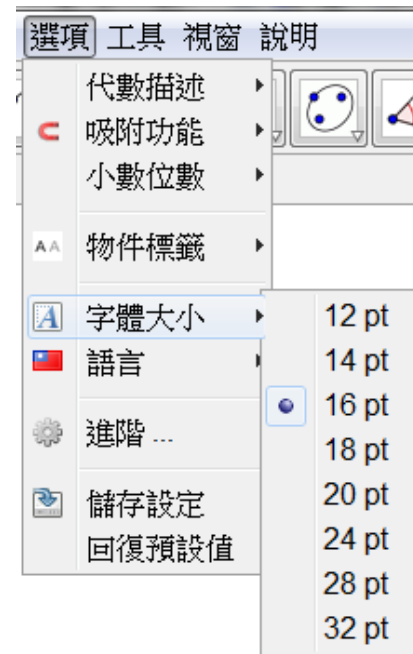 選項 工具 視窗 說明
代數描述
吸附功能
小數位數
AA 物件標籤
A 字體大小
語言
進階 ...
儲存設定
回復預設值
12 pt
14 pt
16 pt
18 pt
20 pt
24 pt
28 pt
32 pt